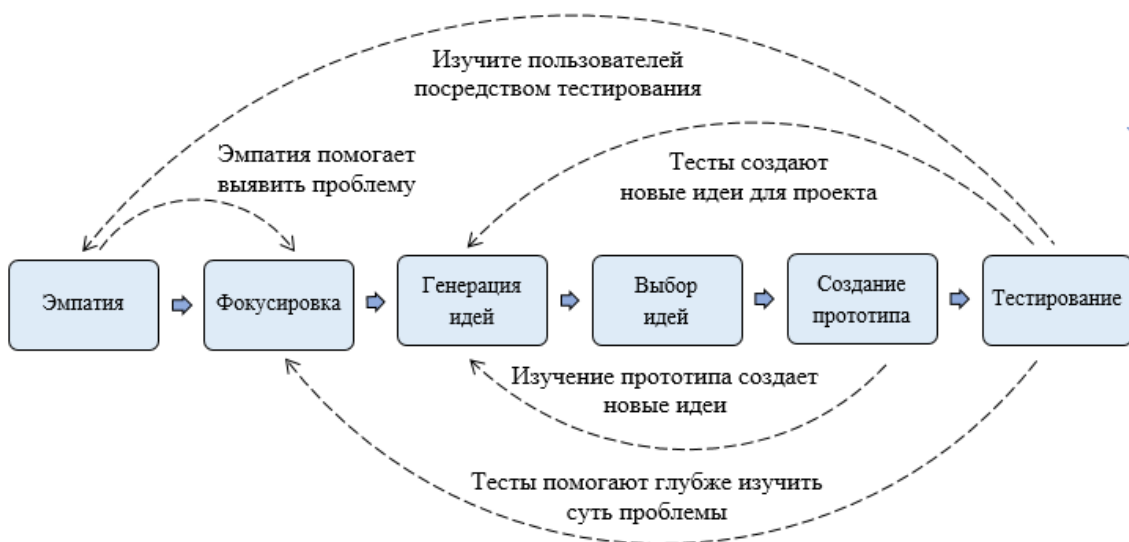 Изучите пользователей
посредством тестирования
Эмпатия помогает
выявить проблему
Тесты создают
новые идеи для проекта
Эмпатия
Фокусировка
Генерация
идей
Выбор
идей
Создание
прототипа
Тестирование
Изучение прототипа создает
новые идеи
Тесты помогают глубже изучить
суть проблемы